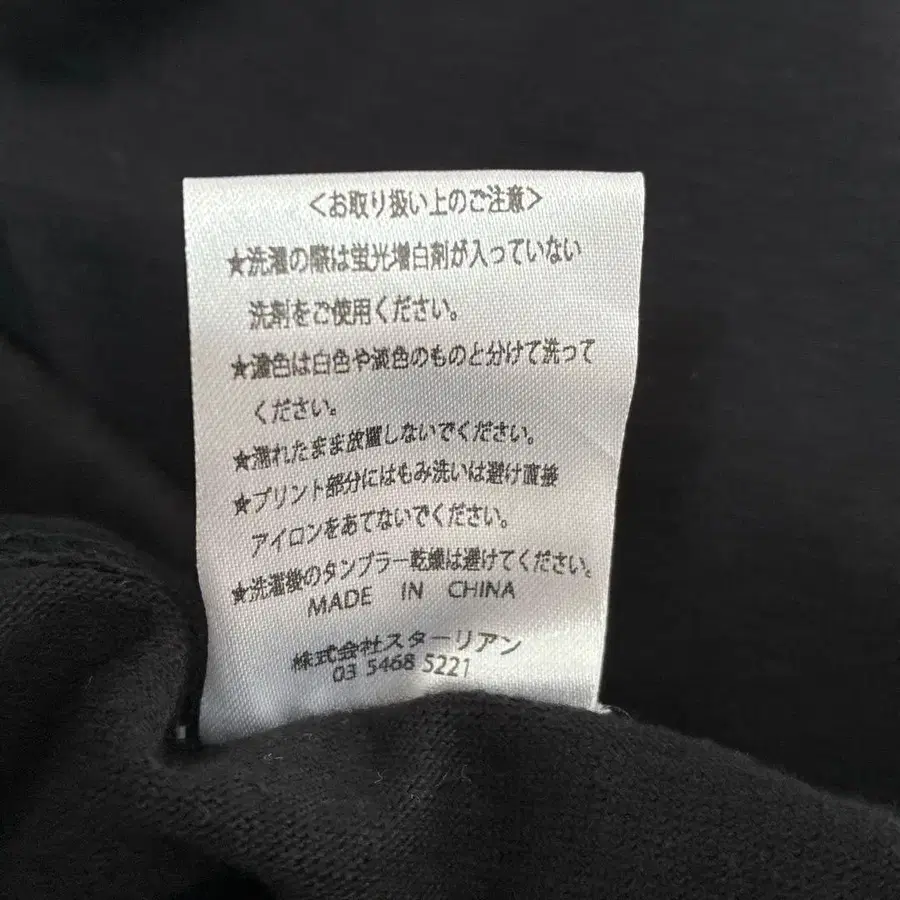 <お取り扱い上のご注意>
★洗濯の際は蛍光増白剤が入っていない
洗剤をご使用ください。
★濃色は白色や淡色のものと分けて洗って
ください。
★濡れたまま放置しないでください。
★プリント部分にはもみ洗いは避け直接
アイロンをあてないでください。
★洗濯後のタンブラー乾燥は避けてください。
MADE IN CHINA
株式会社スターリアン
03 5468 5221